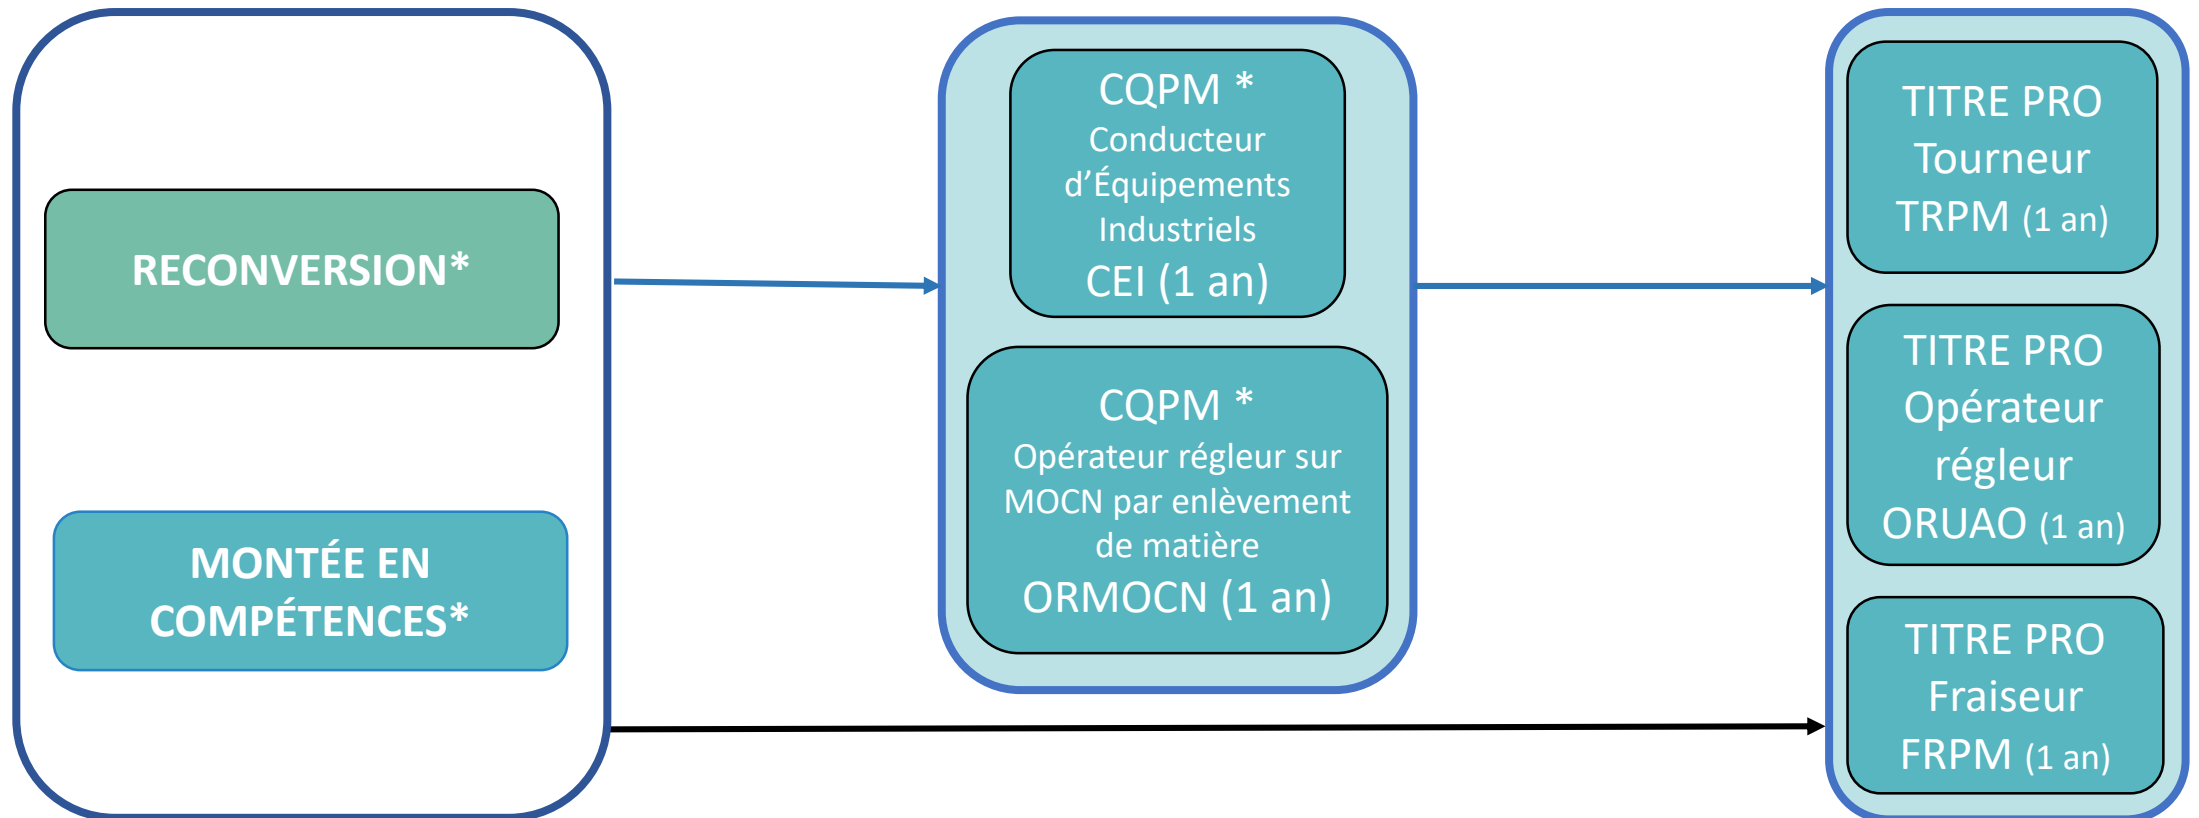 RECONVERSION*
MONTÉE EN
COMPÉTENCES*
CQPM *
Conducteur
d’Équipements
Industriels
CEI (1 an)
CQPM *
Opérateur régleur sur
MOCN par enlèvement
de matière
ORMOCN (1 an)
TITRE PRO
Tourneur
TRPM (1 an)
TITRE PRO
Opérateur
régleur
ORUAO (1 an)
TITRE PRO
Fraiseur
FRPM (1 an)